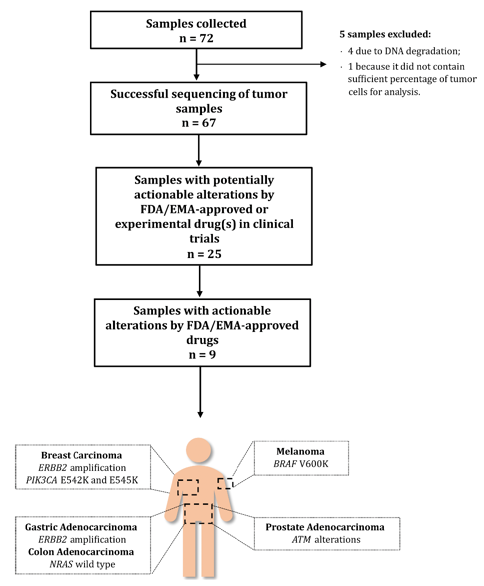 Samples collected
n = 72
5 samples excluded:
· 4 due to DNA degradation;
· 1 because it did not contain
sufficient percentage of tumor
cells for analysis.
Successful sequencing of tumor
samples
n = 67
Samples with potentially
actionable alterations by
FDA/EMA-approved or
experimental drug(s) in clinical
trials
n = 25
Samples with actionable
alterations by FDA/EMA-approved
drugs
n = 9
Breast Carcinoma
ERBB2 amplification
PIK3CA E542K and E545K
Melanoma
BRAF V600K
Gastric Adenocarcinoma
ERBB2 amplification
Colon Adenocarcinoma
NRAS wild type
Prostate Adenocarcinoma
ATM alterations